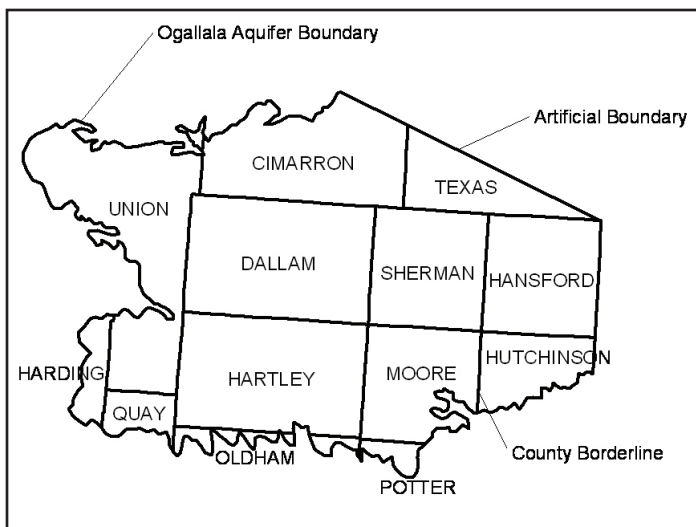 Ogallala Aquifer Boundary
Artificial Boundary
CIMARRON
TEXAS
UNION
DALLAM
SHERMAN
HANSFORD
HARDING
HARTLEY
MOORE
HUTCHINSON
QUAY
OLDHAM
County Borderline
POTTER